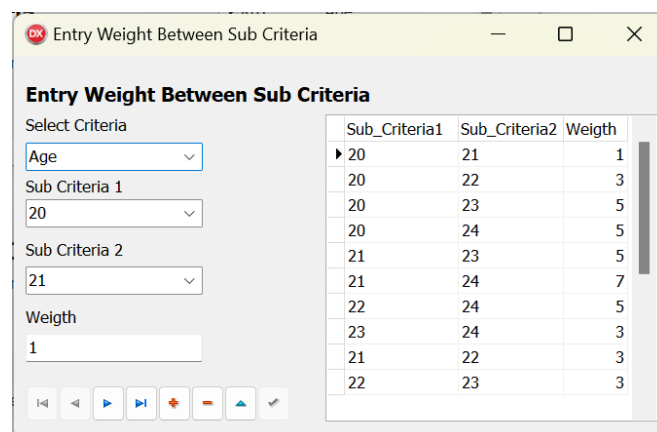 DX Entry Weight Between Sub Criteria
Entry Weight Between Sub Criteria
Select Criteria
Age
Sub Criteria 1
20
Sub Criteria 2
21
Weigth
1
Sub_Criteria1 Sub_Criteria2 Weigth
20 21 1
20 22 3
20 23 5
20 24 5
21 23 5
21 24 7
22 24 5
23 24 3
21 22 3
22 23 3